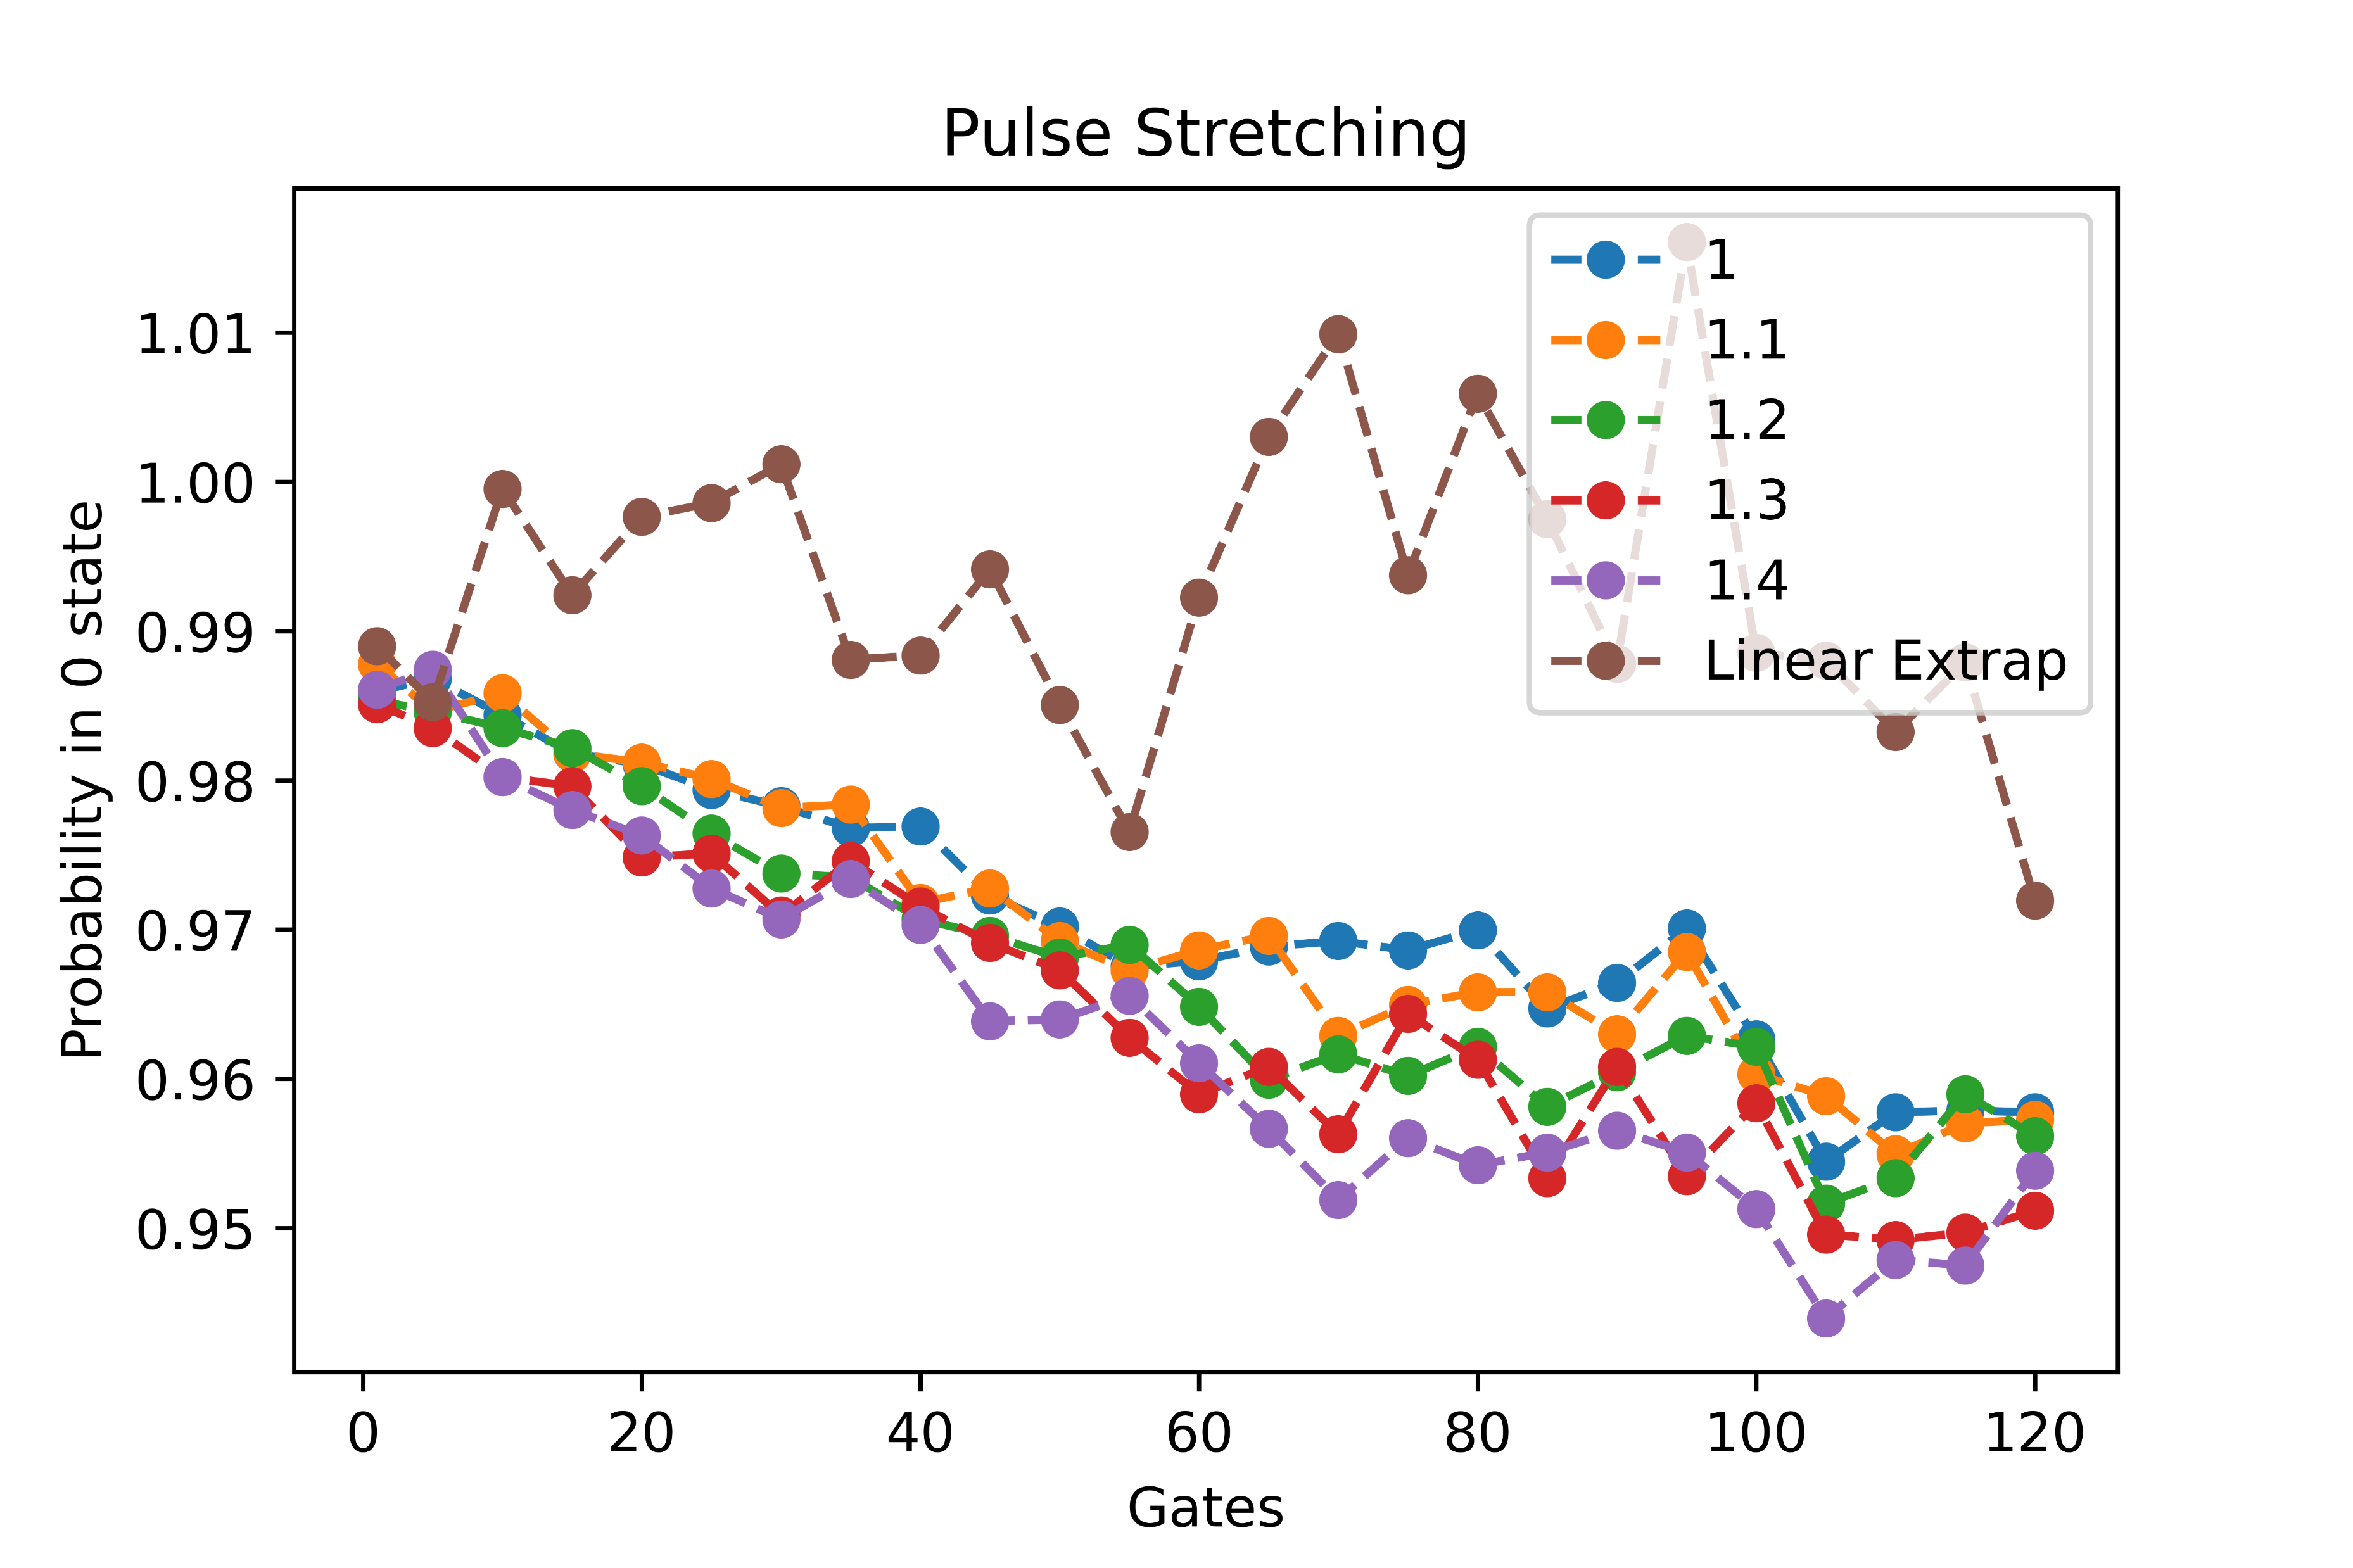 Pulse Stretching
Probability in 0 state
1.01
1.00
0.99
0.98
0.97
0.96
0.95
1
1.1
1.2
1.3
1.4
Linear Extrap
0 20 40 60 80 100 120
Gates